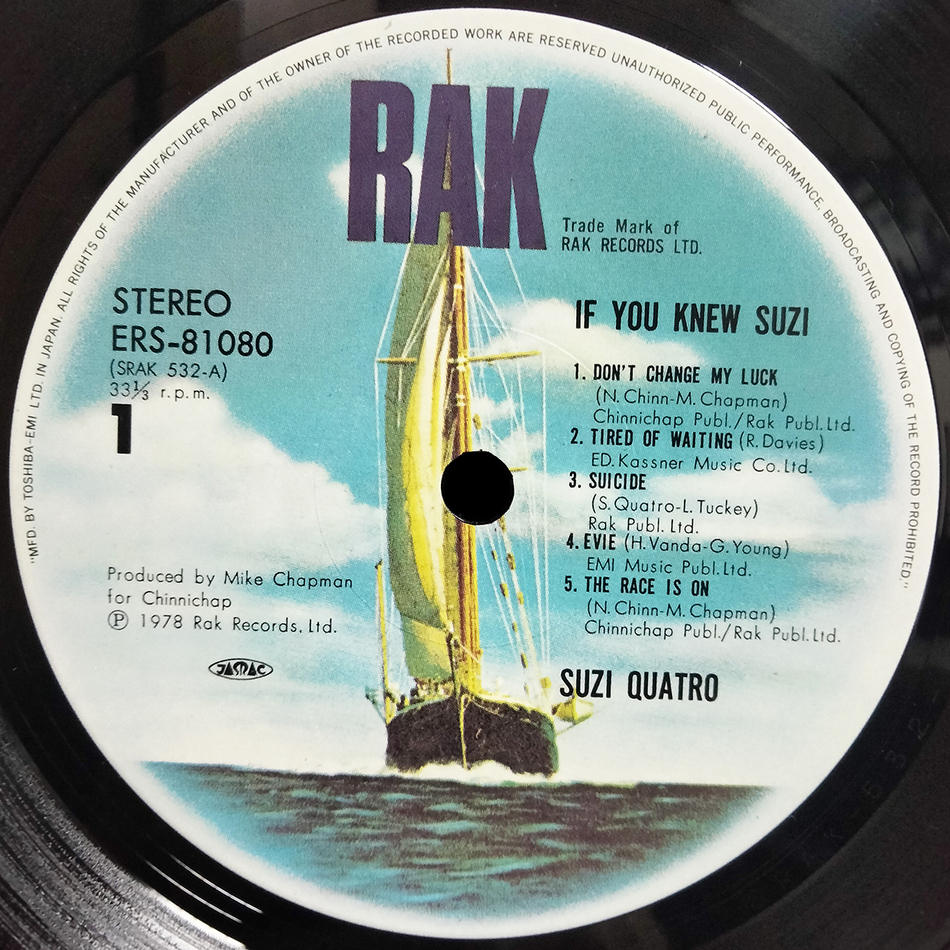 "MFD. BY TOSHIBA-EMI LTD. IN JAPAN. ALL RIGHTS OF THE MANUFACTURER AND OF THE OWNER OF THE RECORDED WORK ARE RESERVED UNAUTHORIZED PUBLIC PERFORMANCE, BROADCASTING AND COPYING OF THE RECORD PROHIBITED."
RAK
Trade Mark of
RAK RECORDS LTD.
STEREO
ERS-81080
(SRAK 532-A)
33⅓ r.p.m.
1
IF YOU KNEW SUZI
1. DON'T CHANGE MY LUCK
(N. Chinn-M. Chapman)
Chinnichap Publ./Rak Publ. Ltd.
2. TIRED OF WAITING (R. Davies)
ED. Kassner Music Co. Ltd.
3. SUICIDE
(S. Quatro-L. Tuckey)
Rak Publ. Ltd.
4. EVIE (H. Vanda-G. Young)
EMI Music Publ. Ltd.
5. THE RACE IS ON
(N. Chinn-M. Chapman)
Chinnichap Publ./Rak Publ. Ltd.
Produced by Mike Chapman
for Chinnichap
Ⓟ 1978 Rak Records, Ltd.
JASRAC
SUZI QUATRO